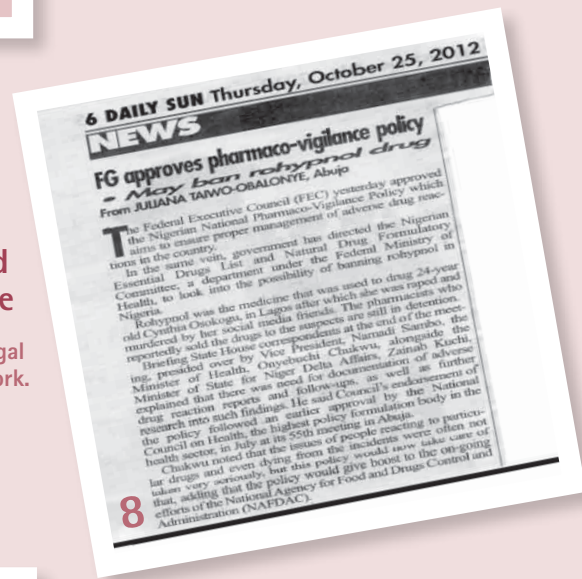 d
e
gal
ork.
6 DAILY SUN Thursday, October 25, 2012
NEWS
FG approves pharmaco-vigilance policy
- May ban rohypnol drug
From JULIANA TAIWO-OBALONYE, Abuja
The Federal Executive Council (FEC) yesterday approved
the Nigerian National Pharmaco-Vigilance Policy which
aims to ensure proper management of adverse drug reac-
tions in the country.
In the same vein, government has directed the Nigerian
Essential Drugs List and Natural Drug Formulatory
Committee, a department under the Federal Ministry of
Health, to look into the possibility of banning rohypnol in
Nigeria.
Rohypnol was the medicine that was used to drug 24-year
old Cynthia Osokogu, in Lagos after which she was raped and
murdered by her social media friends. The pharmacists who
reportedly sold the drugs to the suspects are still in detention.
Briefing State House correspondents at the end of the meet-
ing, presided over by Vice President, Namadi Sambo, the
Minister of Health, Onyebuchi Chukwu, alongside the
Minister of State for Niger Delta Affairs, Zainab Kuchi,
explained that there was need for documentation of adverse
drug reaction reports and follow-ups, as well as further
research into such findings. He said Council's endorsement of
the policy followed an earlier approval by the National
Council on Health, the highest policy formulation body in the
health sector, in July at its 55th meeting in Abuja.
Chukwu noted that the issues of people reacting to particu-
lar drugs and even dying from the incidents were often not
taken very seriously, but this policy would now take care of
that, adding that the policy would give boost to the on-going
efforts of the National Agency for Food and Drugs Control and
Administration (NAFDAC).
8